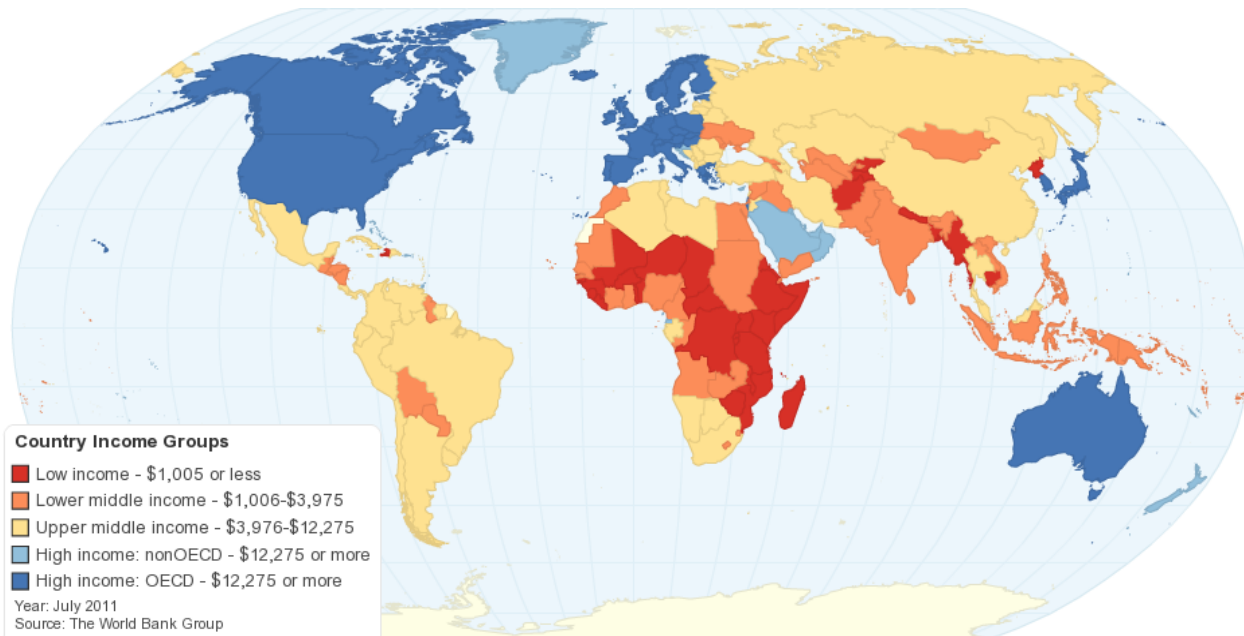 Country Income Groups
Low income - $1,005 or less
Lower middle income - $1,006-$3,975
Upper middle income - $3,976-$12,275
High income: nonOECD - $12,275 or more
High income: OECD - $12,275 or more
Year: July 2011
Source: The World Bank Group